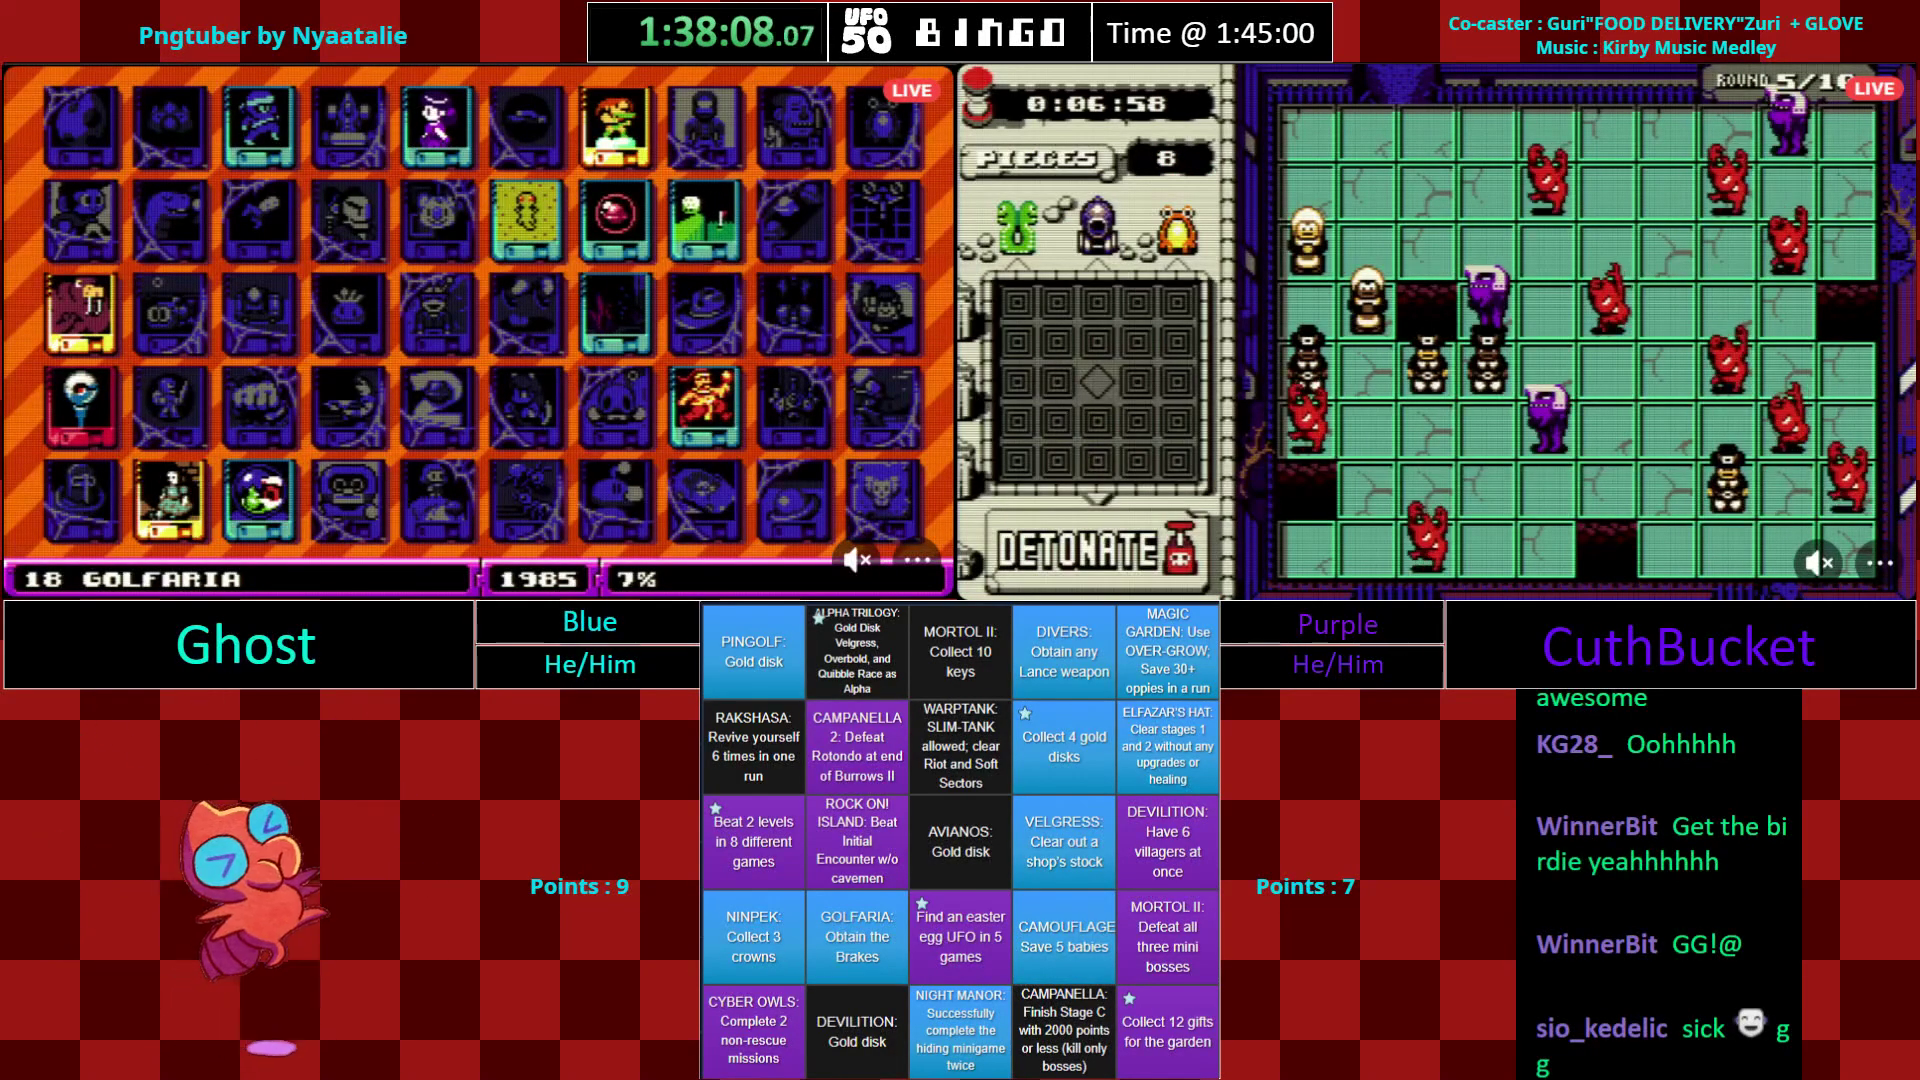 Pngtuber by Nyaatalie
1:38:08.07
UFO 50
BINGO
Time @ 1:45:00
Co-caster : Guri"FOOD DELIVERY"Zuri + GLOVE
Music : Kirby Music Medley
LIVE
18 GOLFARIA
1985
7%
0:06:58
PIECES
8
DETONATE
ROUND 5/10
LIVE
Ghost
Blue
He/Him
Purple
He/Him
CuthBucket
Points : 9
Points : 7
PINGOLF:
Gold disk
ALPHA TRILOGY:
Gold Disk
Velgress,
Overbold, and
Quibble Race as
Alpha
MORTOL II:
Collect 10
keys
DIVERS:
Obtain any
Lance weapon
MAGIC
GARDEN: Use
OVER-GROW;
Save 30+
oppies in a run
RAKSHASA:
Revive yourself
6 times in one
run
CAMPANELLA
2: Defeat
Rotondo at end
of Burrows II
WARPTANK:
SLIM-TANK
allowed; clear
Riot and Soft
Sectors
Collect 4 gold
disks
ELFAZAR'S HAT:
Clear stages 1
and 2 without any
upgrades or
healing
Beat 2 levels
in 8 different
games
ROCK ON!
ISLAND: Beat
Initial
Encounter w/o
cavemen
AVIANOS:
Gold disk
VELGRESS:
Clear out a
shop's stock
DEVILITION:
Have 6
villagers at
once
NINPEK:
Collect 3
crowns
GOLFARIA:
Obtain the
Brakes
Find an easter
egg UFO in 5
games
CAMOUFLAGE
Save 5 babies
MORTOL II:
Defeat all
three mini
bosses
CYBER OWLS:
Complete 2
non-rescue
missions
DEVILITION:
Gold disk
NIGHT MANOR:
Successfully
complete the
hiding minigame
twice
CAMPANELLA:
Finish Stage C
with 2000 points
or less (kill only
bosses)
Collect 12 gifts
for the garden
awesome
KG28_ Oohhhhh
WinnerBit Get the bi
rdie yeahhhhhh
WinnerBit GG!@
sio_kedelic sick g
g